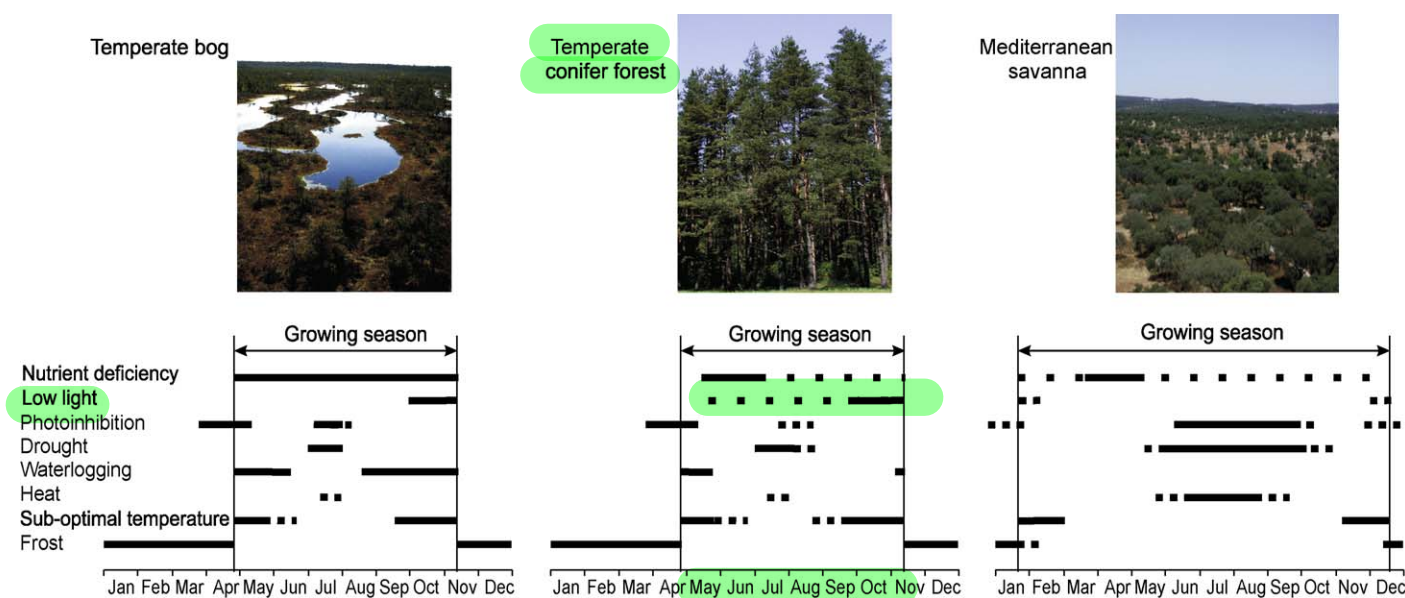 Temperate bog
Temperate
conifer forest
Mediterranean
savanna
Growing season
Growing season
Growing season
Nutrient deficiency
Low light
Photoinhibition
Drought
Waterlogging
Heat
Sub-optimal temperature
Frost
Jan Feb Mar Apr May Jun Jul Aug Sep Oct Nov Dec
Jan Feb Mar Apr May Jun Jul Aug Sep Oct Nov Dec
Jan Feb Mar Apr May Jun Jul Aug Sep Oct Nov Dec